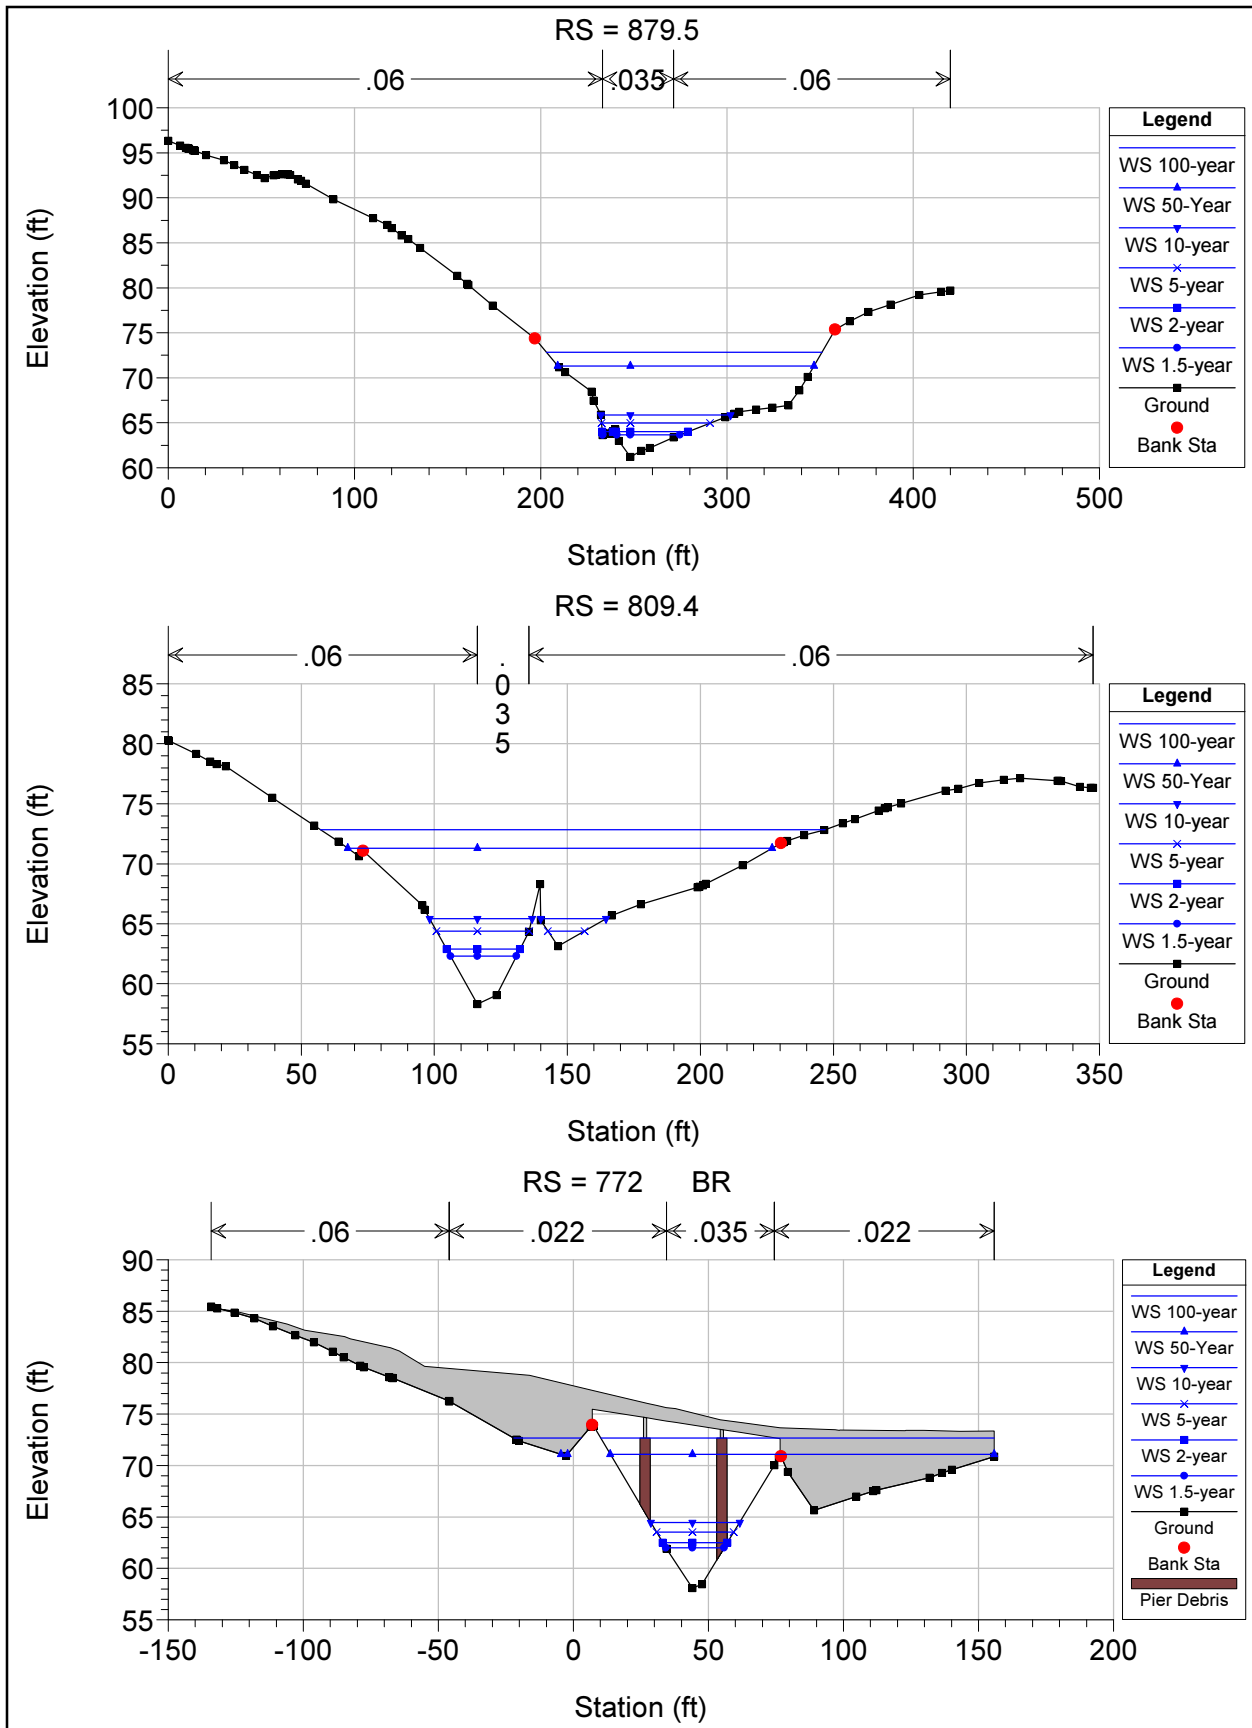 RS = 879.5
.06 .035 .06
Elevation (ft)
100
95
90
85
80
75
70
65
60
0 100 200 300 400 500
Station (ft)
Legend
WS 100-year
WS 50-Year
WS 10-year
WS 5-year
WS 2-year
WS 1.5-year
Ground
Bank Sta
RS = 809.4
.06 .035 .06
Elevation (ft)
85
80
75
70
65
60
55
0 50 100 150 200 250 300 350
Station (ft)
Legend
WS 100-year
WS 50-Year
WS 10-year
WS 5-year
WS 2-year
WS 1.5-year
Ground
Bank Sta
RS = 772 BR
.06 .022 .035 .022
Elevation (ft)
90
85
80
75
70
65
60
55
-150 -100 -50 0 50 100 150 200
Station (ft)
Legend
WS 100-year
WS 50-Year
WS 10-year
WS 5-year
WS 2-year
WS 1.5-year
Ground
Bank Sta
Pier Debris